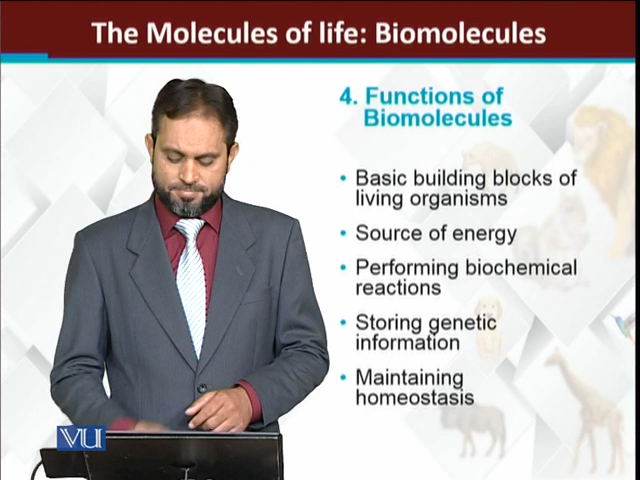 The Molecules of life: Biomolecules
4. Functions of
Biomolecules
• Basic building blocks of
living organisms
• Source of energy
• Performing biochemical
reactions
• Storing genetic
information
• Maintaining
homeostasis
VU